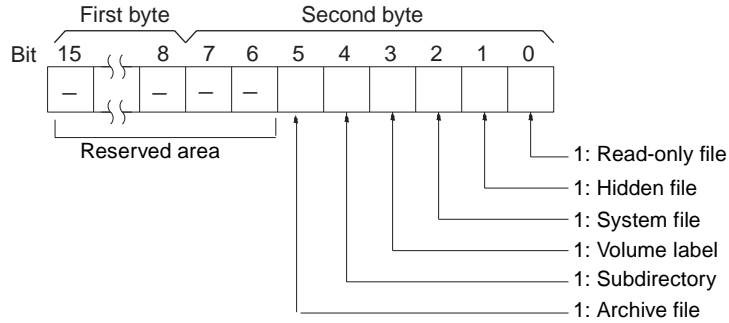 First byte Second byte
Bit 15 8 7 6 5 4 3 2 1 0
– – – –
Reserved area
1: Read-only file
1: Hidden file
1: System file
1: Volume label
1: Subdirectory
1: Archive file